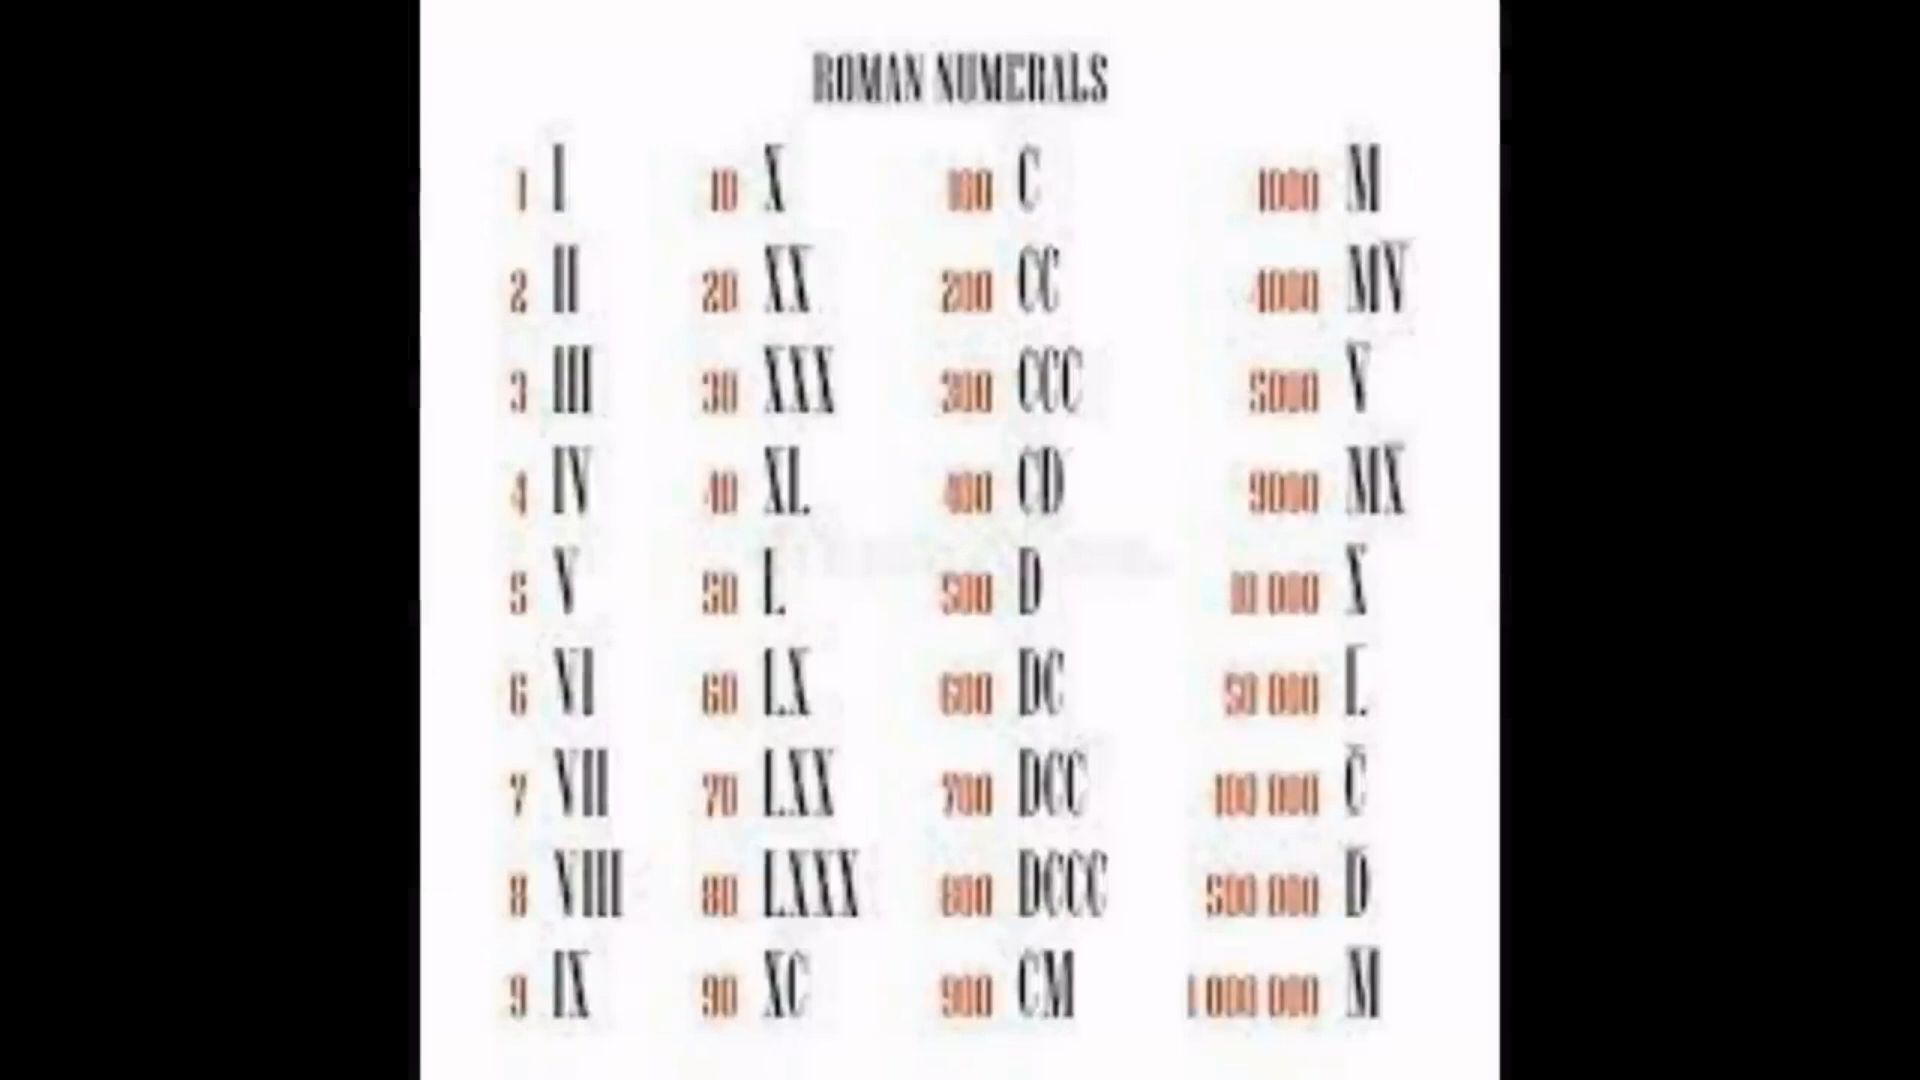 ROMAN NUMERALS
1 I 10 X 100 C 1000 M
2 II 20 XX 200 CC 4000 MV̅
3 III 30 XXX 300 CCC 5000 V̅
4 IV 40 XL 400 CD 9000 MX̅
5 V 50 L 500 D 10 000 X̅
6 VI 60 LX 600 DC 50 000 L̅
7 VII 70 LXX 700 DCC 100 000 C̅
8 VIII 80 LXXX 800 DCCC 500 000 D̅
9 IX 90 XC 900 CM 1 000 000 M̅